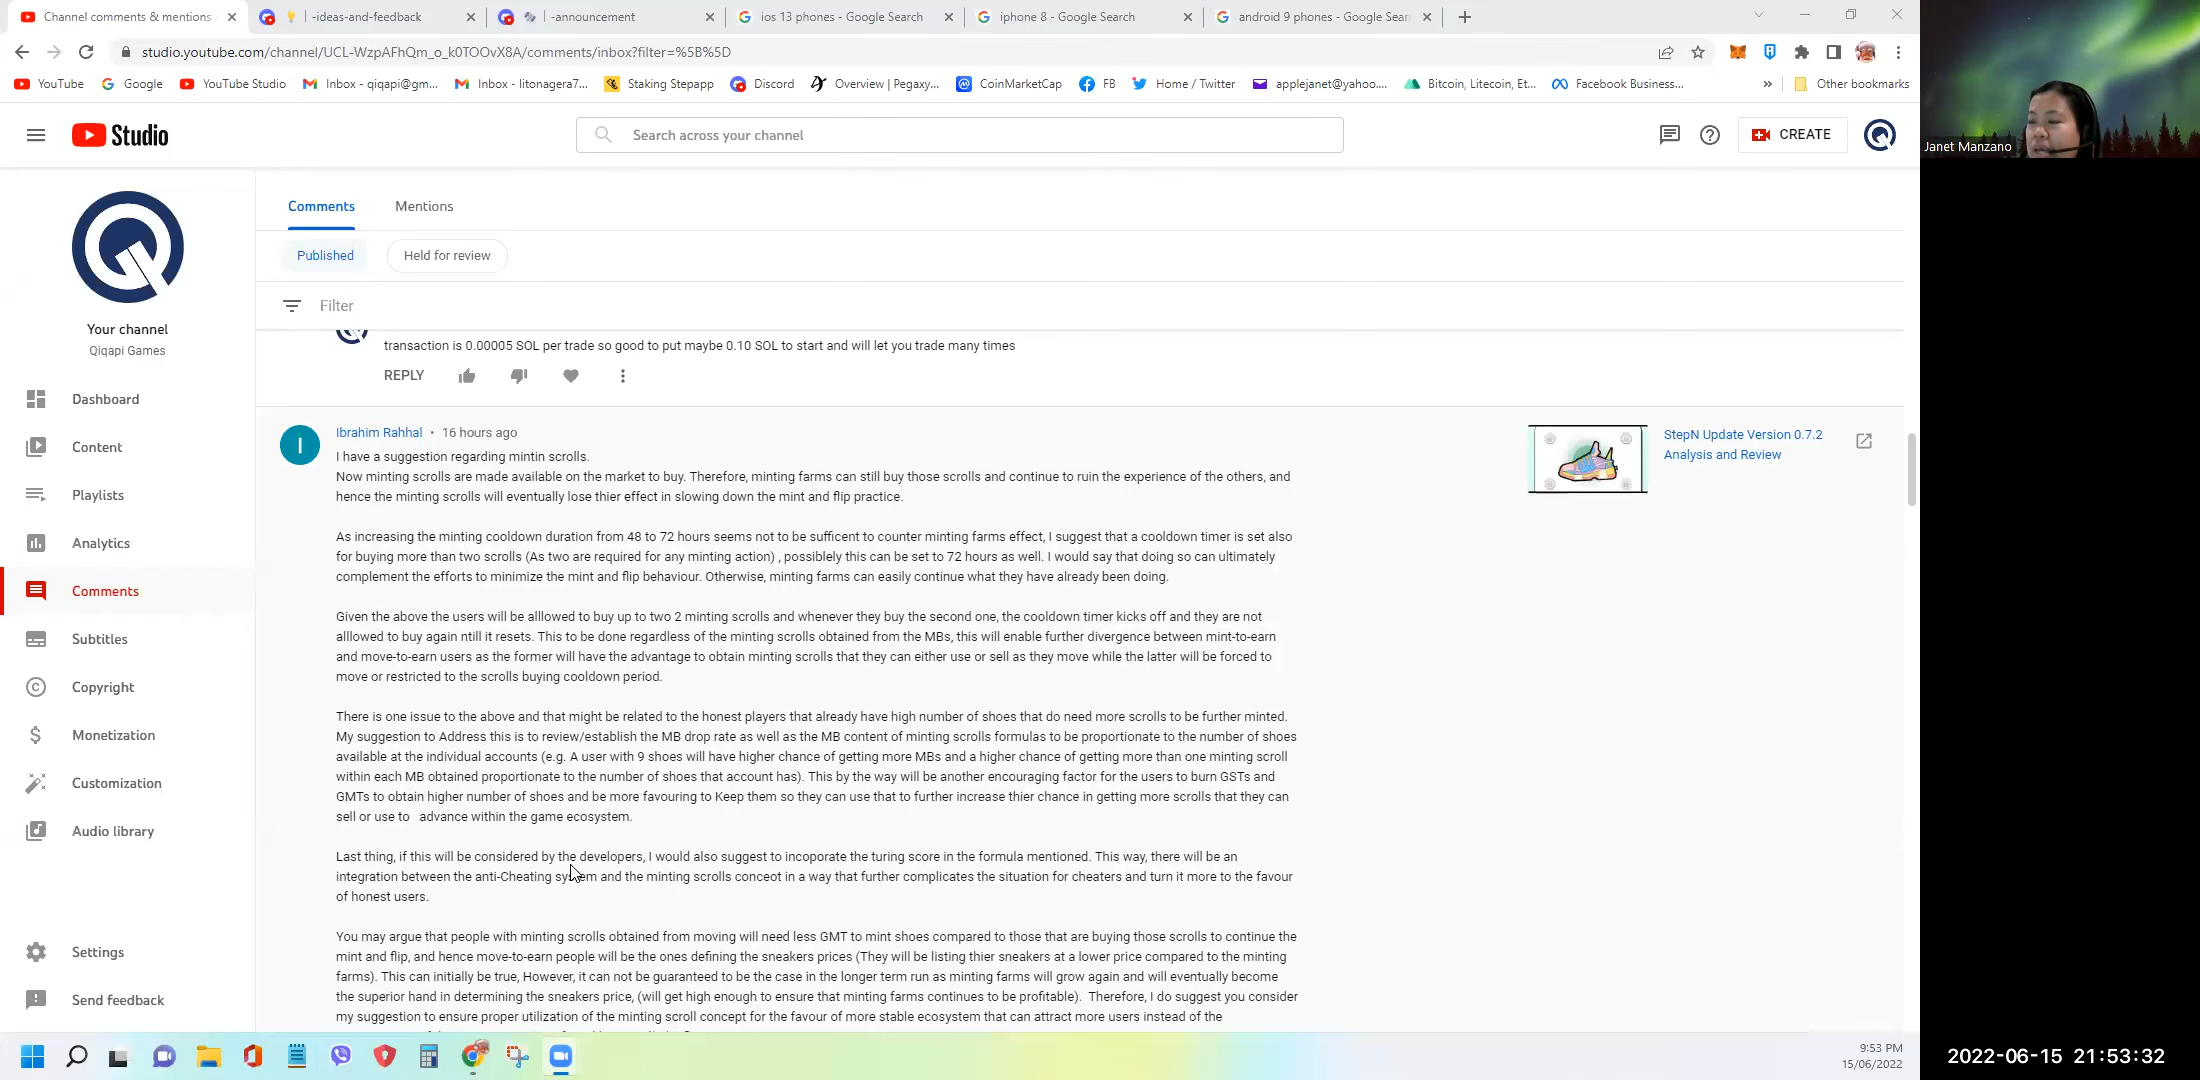 Channel comments & mentions
-ideas-and-feedback
-announcement
ios 13 phones - Google Search
iphone 8 - Google Search
android 9 phones - Google Sear
studio.youtube.com/channel/UCL-WzpAFhQm_o_k0TOOvX8A/comments/inbox?filter=%5B%5D
YouTube
Google
YouTube Studio
Inbox - qiqapi@gm...
Inbox - litonagera7...
Staking Stepapp
Discord
Overview | Pegaxy...
CoinMarketCap
FB
Home / Twitter
applejanet@yahoo....
Bitcoin, Litecoin, Et...
Facebook Business...
»
Other bookmarks
Studio
Search across your channel
CREATE
Janet Manzano
Your channel
Qiqapi Games
Dashboard
Content
Playlists
Analytics
Comments
Subtitles
Copyright
Monetization
Customization
Audio library
Settings
Send feedback
Comments
Mentions
Published
Held for review
Filter
transaction is 0.00005 SOL per trade so good to put maybe 0.10 SOL to start and will let you trade many times
REPLY
I
Ibrahim Rahhal • 16 hours ago
I have a suggestion regarding mintin scrolls.
Now minting scrolls are made available on the market to buy. Therefore, minting farms can still buy those scrolls and continue to ruin the experience of the others, and
hence the minting scrolls will eventually lose thier effect in slowing down the mint and flip practice.
As increasing the minting cooldown duration from 48 to 72 hours seems not to be sufficent to counter minting farms effect, I suggest that a cooldown timer is set also
for buying more than two scrolls (As two are required for any minting action) , possiblely this can be set to 72 hours as well. I would say that doing so can ultimately
complement the efforts to minimize the mint and flip behaviour. Otherwise, minting farms can easily continue what they have already been doing.
Given the above the users will be alllowed to buy up to two 2 minting scrolls and whenever they buy the second one, the cooldown timer kicks off and they are not
alllowed to buy again ntill it resets. This to be done regardless of the minting scrolls obtained from the MBs, this will enable further divergence between mint-to-earn
and move-to-earn users as the former will have the advantage to obtain minting scrolls that they can either use or sell as they move while the latter will be forced to
move or restricted to the scrolls buying cooldown period.
There is one issue to the above and that might be related to the honest players that already have high number of shoes that do need more scrolls to be further minted.
My suggestion to Address this is to review/establish the MB drop rate as well as the MB content of minting scrolls formulas to be proportionate to the number of shoes
available at the individual accounts (e.g. A user with 9 shoes will have higher chance of getting more MBs and a higher chance of getting more than one minting scroll
within each MB obtained proportionate to the number of shoes that account has). This by the way will be another encouraging factor for the users to burn GSTs and
GMTs to obtain higher number of shoes and be more favouring to Keep them so they can use that to further increase thier chance in getting more scrolls that they can
sell or use to advance within the game ecosystem.
Last thing, if this will be considered by the developers, I would also suggest to incoporate the turing score in the formula mentioned. This way, there will be an
integration between the anti-Cheating system and the minting scrolls conceot in a way that further complicates the situation for cheaters and turn it more to the favour
of honest users.
You may argue that people with minting scrolls obtained from moving will need less GMT to mint shoes compared to those that are buying those scrolls to continue the
mint and flip, and hence move-to-earn people will be the ones defining the sneakers prices (They will be listing thier sneakers at a lower price compared to the minting
farms). This can initially be true, However, it can not be guaranteed to be the case in the longer term run as minting farms will grow again and will eventually become
the superior hand in determining the sneakers price, (will get high enough to ensure that minting farms continues to be profitable). Therefore, I do suggest you consider
my suggestion to ensure proper utilization of the minting scroll concept for the favour of more stable ecosystem that can attract more users instead of the
StepN Update Version 0.7.2
Analysis and Review
9:53 PM
15/06/2022
2022-06-15 21:53:32